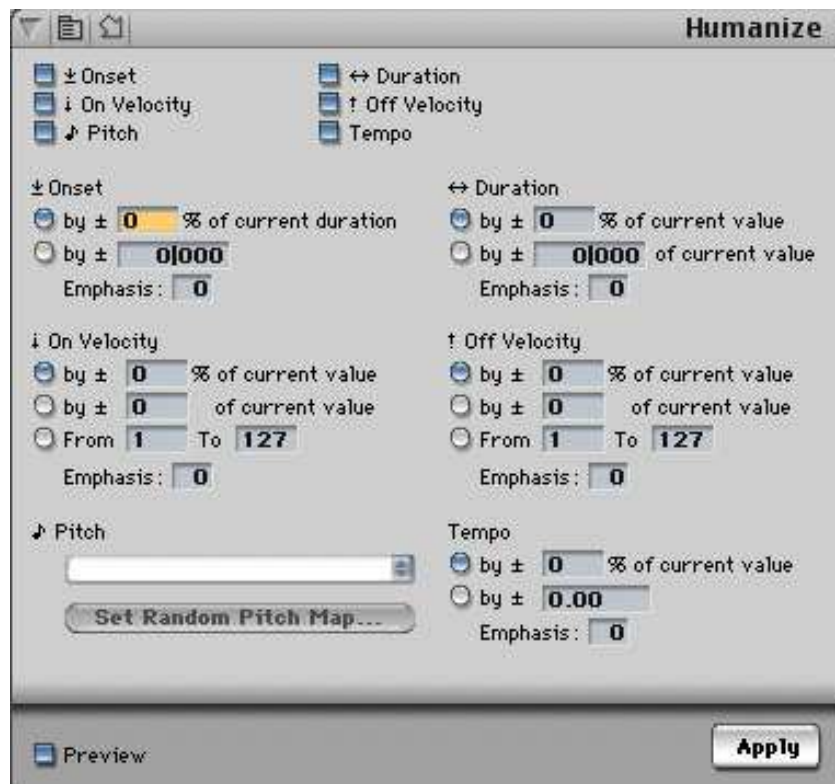 Humanize
± Onset
↔ Duration
↓ On Velocity
↑ Off Velocity
♪ Pitch
Tempo
± Onset
by ± 0 % of current duration
by ± 0|000
Emphasis: 0
↔ Duration
by ± 0 % of current value
by ± 0|000 of current value
Emphasis: 0
↓ On Velocity
by ± 0 % of current value
by ± 0 of current value
From 1 To 127
Emphasis: 0
↑ Off Velocity
by ± 0 % of current value
by ± 0 of current value
From 1 To 127
Emphasis: 0
♪ Pitch
Set Random Pitch Map...
Tempo
by ± 0 % of current value
by ± 0.00
Emphasis: 0
Preview
Apply